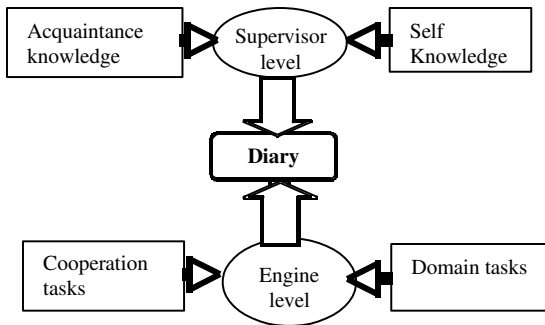 Acquaintance
knowledge
Supervisor
level
Self
Knowledge
Diary
Cooperation
tasks
Engine
level
Domain tasks